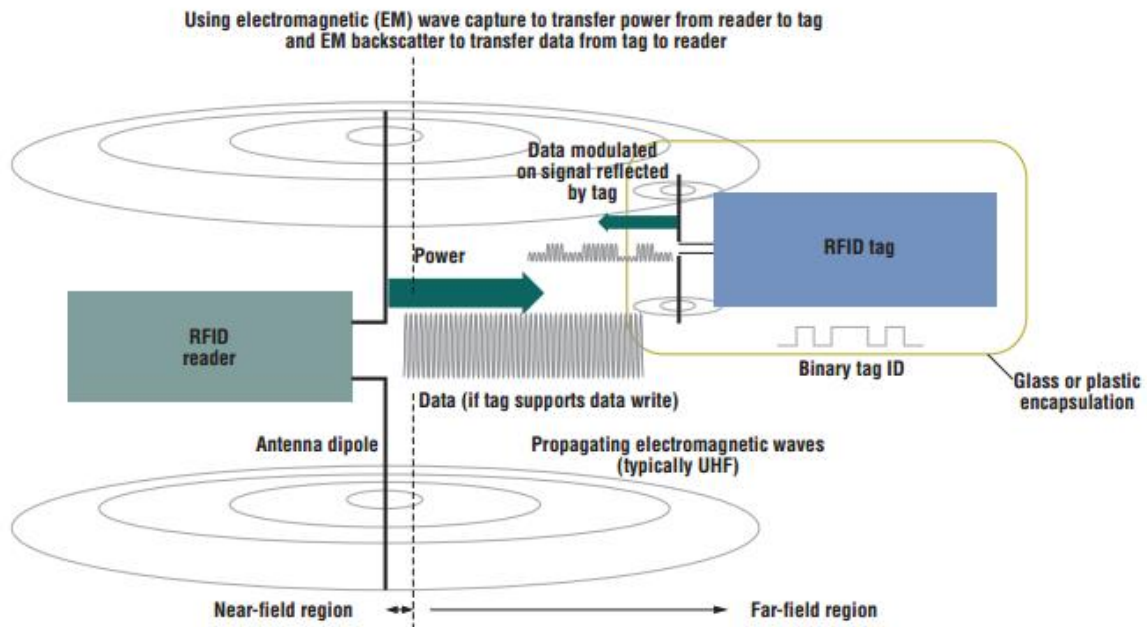 Using electromagnetic (EM) wave capture to transfer power from reader to tag
and EM backscatter to transfer data from tag to reader
Data modulated
on signal reflected
by tag
RFID tag
Power
RFID
reader
Binary tag ID
Glass or plastic
encapsulation
Data (if tag supports data write)
Antenna dipole
Propagating electromagnetic waves
(typically UHF)
Near-field region
Far-field region